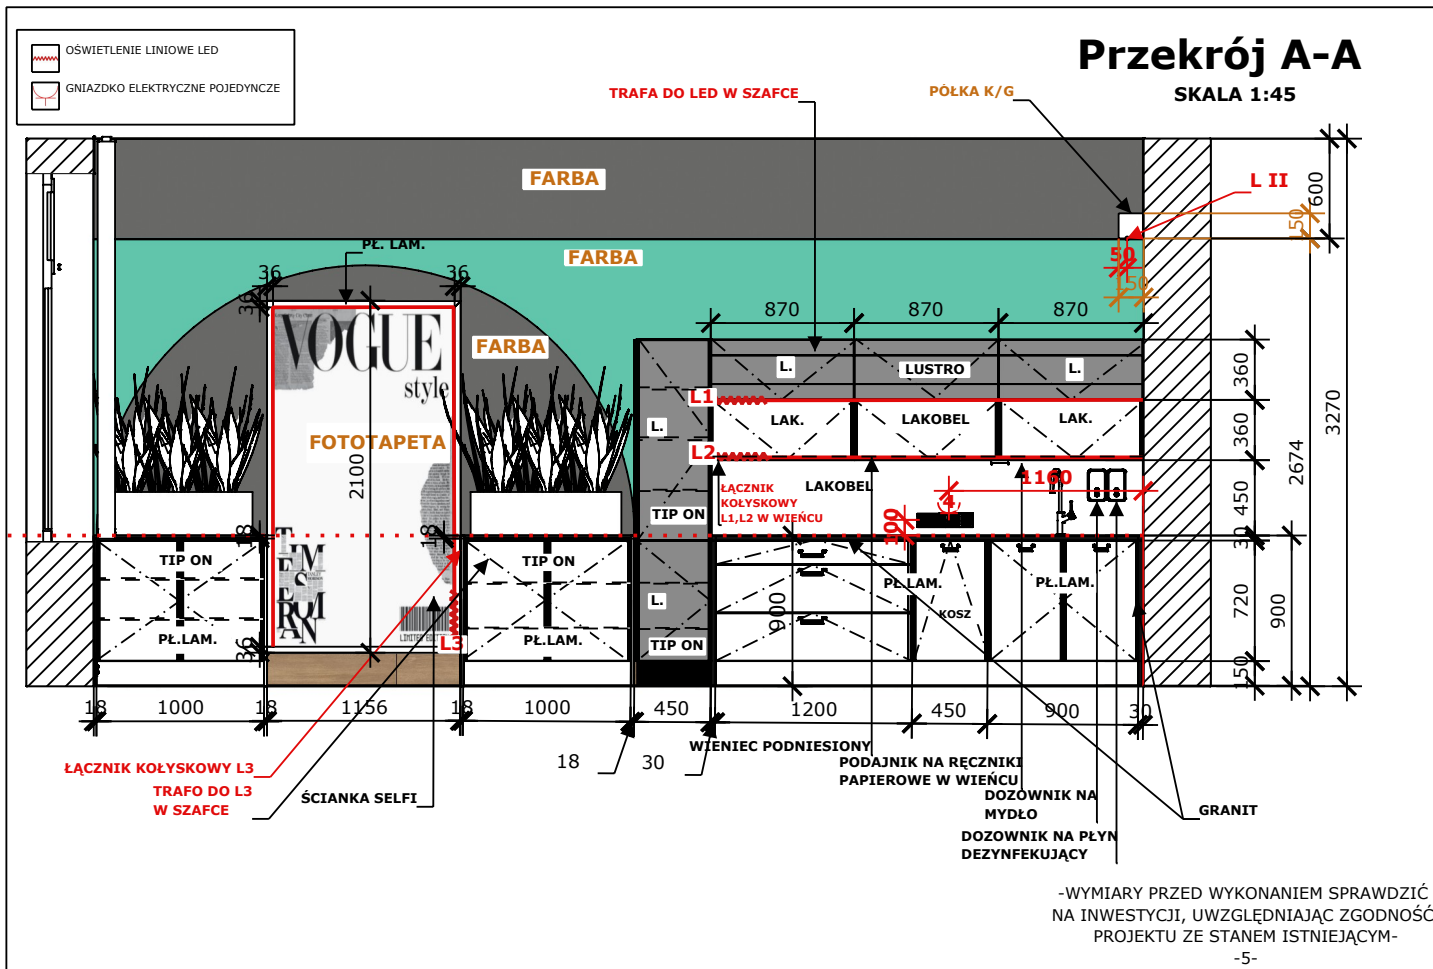 OŚWIETLENIE LINIOWE LED
GNIAZDKO ELEKTRYCZNE POJEDYNCZE
Przekrój A-A
SKALA 1:45
TRAFA DO LED W SZAFCE
PÓŁKA K/G
L II
FARBA
600
150
50
150
FARBA
PŁ. LAM.
36
36
36
870
870
870
VOGUE
style
FARBA
L.
LUSTRO
L.
360
3270
L1
LAK.
LAKOBEL
LAK.
360
L.
FOTOTAPETA
2100
L2
2674
ŁĄCZNIK
KOŁYSKOWY
L1,L2 W WIEŃCU
LAKOBEL
1160
4
100
450
TIP ON
18
18
30
TIP ON
TIP ON
PŁ.LAM.
PŁ.LAM.
KOSZ
900
720
900
L.
PŁ.LAM.
PŁ.LAM.
TIP ON
LIMITED EDI
L3
36
150
18
1000
18
1156
18
1000
450
1200
450
900
30
18
30
WIENIEC PODNIESIONY
ŁĄCZNIK KOŁYSKOWY L3
TRAFO DO L3
W SZAFCE
ŚCIANKA SELFI
PODAJNIK NA RĘCZNIKI
PAPIEROWE W WIEŃCU
DOZOWNIK NA
MYDŁO
GRANIT
DOZOWNIK NA PŁYN
DEZYNFEKUJĄCY
-WYMIARY PRZED WYKONANIEM SPRAWDZIĆ
NA INWESTYCJI, UWZGLĘDNIAJĄC ZGODNOŚĆ
PROJEKTU ZE STANEM ISTNIEJĄCYM-
-5-